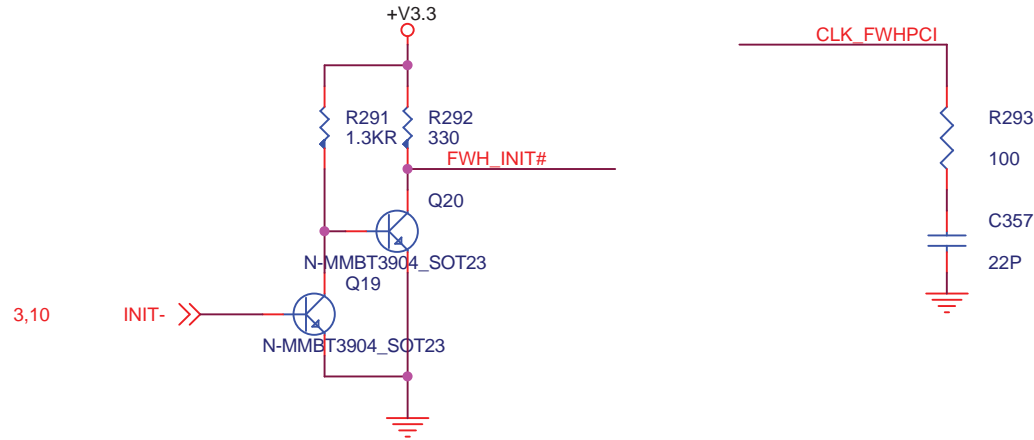 +V3.3
CLK_FWHPCI
R291
1.3KR
R292
330
R293
100
FWH_INIT#
Q20
C357
22P
N-MMBT3904_SOT23
Q19
3,10
INIT-
N-MMBT3904_SOT23